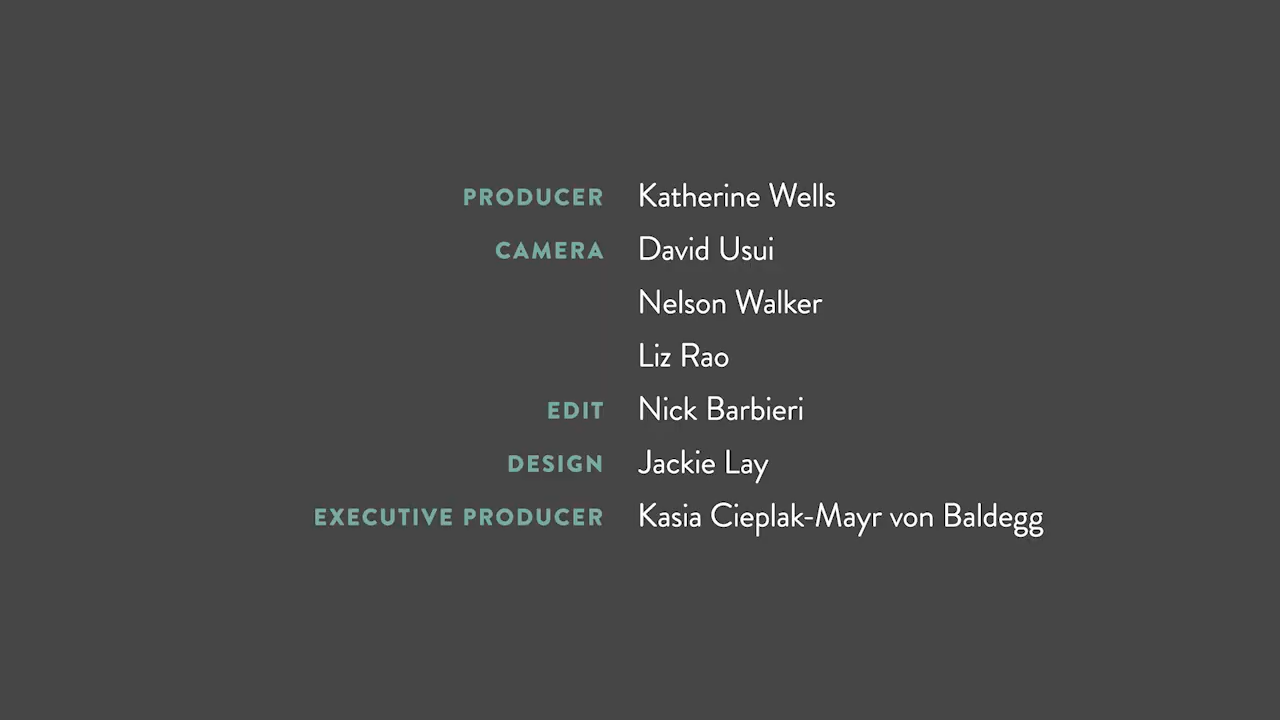 PRODUCER Katherine Wells
CAMERA David Usui
Nelson Walker
Liz Rao
EDIT Nick Barbieri
DESIGN Jackie Lay
EXECUTIVE PRODUCER Kasia Cieplak-Mayr von Baldegg